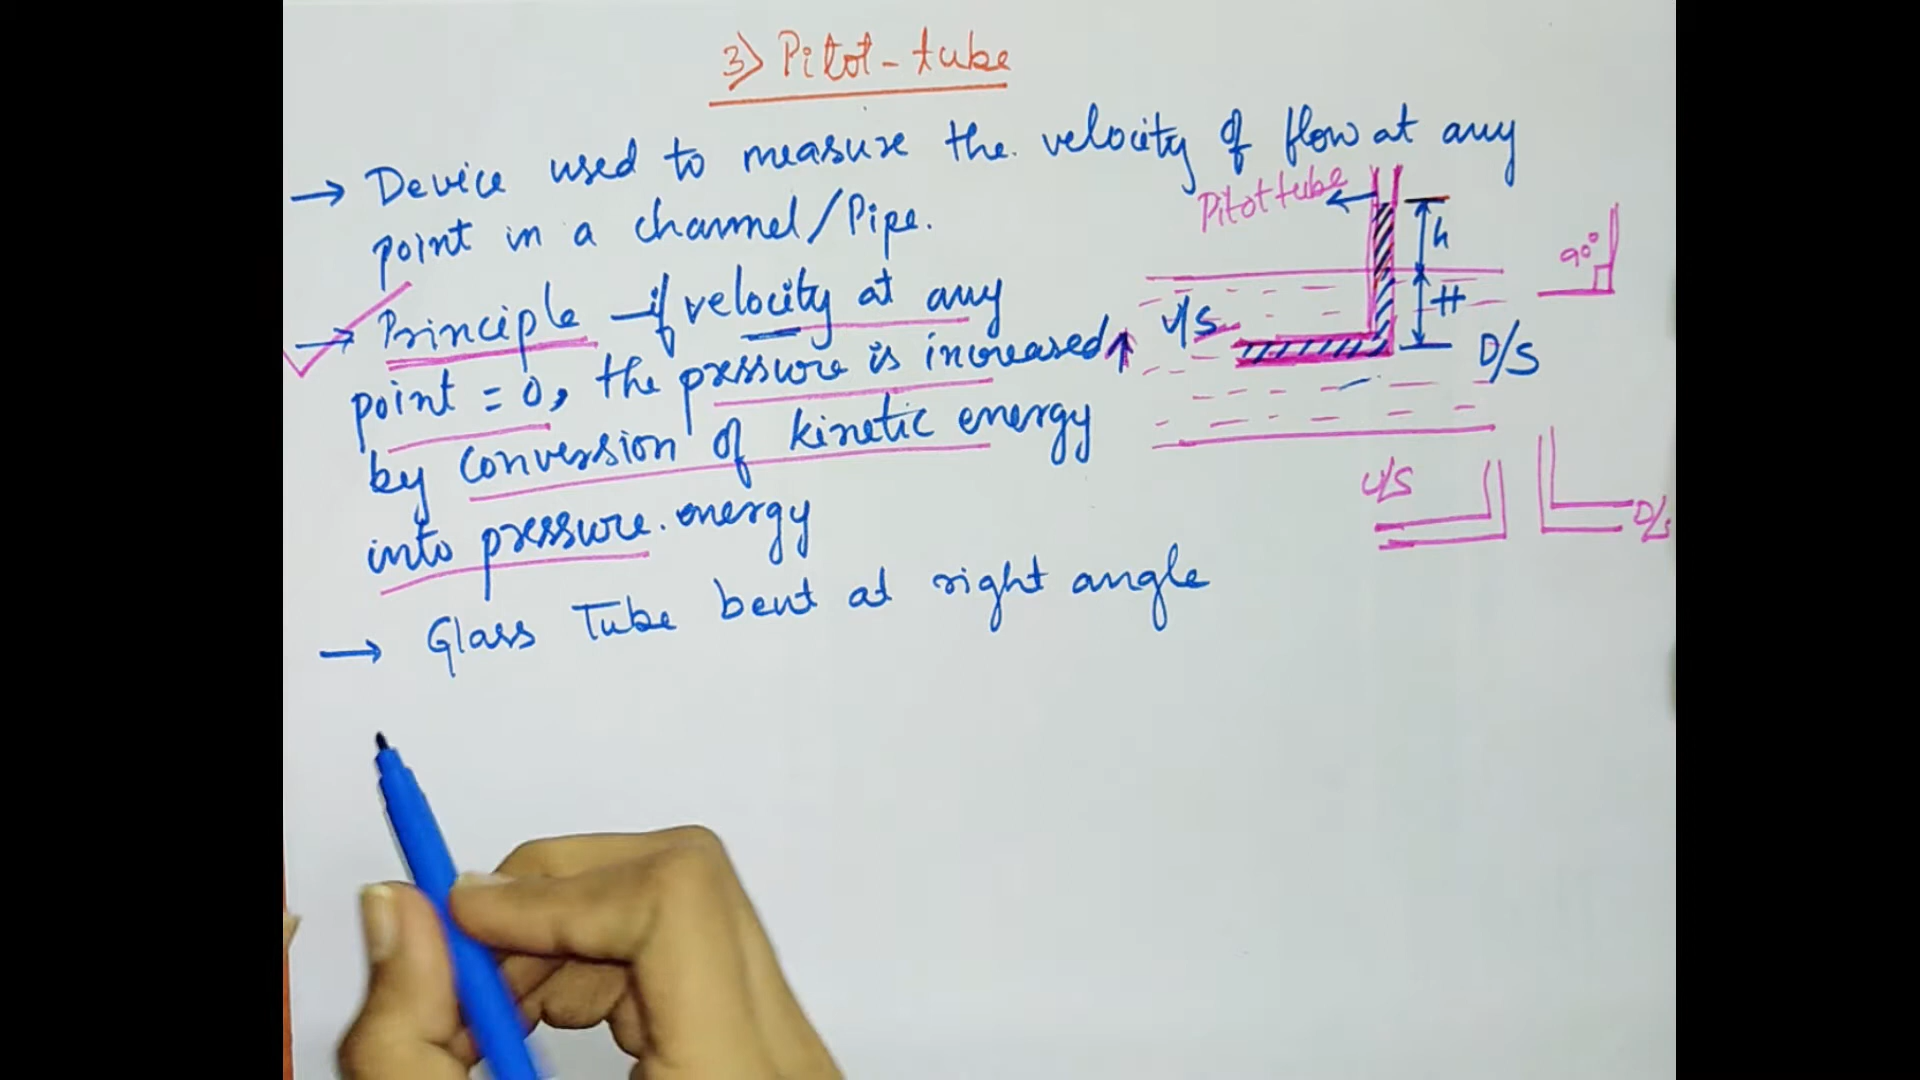 3) Pitot-tube
→ Device used to measure the velocity of flow at any
point in a channel/Pipe.
→ Principle - if velocity at any
point = 0, the pressure is increased ↑
by conversion of kinetic energy
into pressure energy
→ Glass Tube bent at right angle
Pitot tube
h
H
U/S
D/S
90°
U/S
D/S